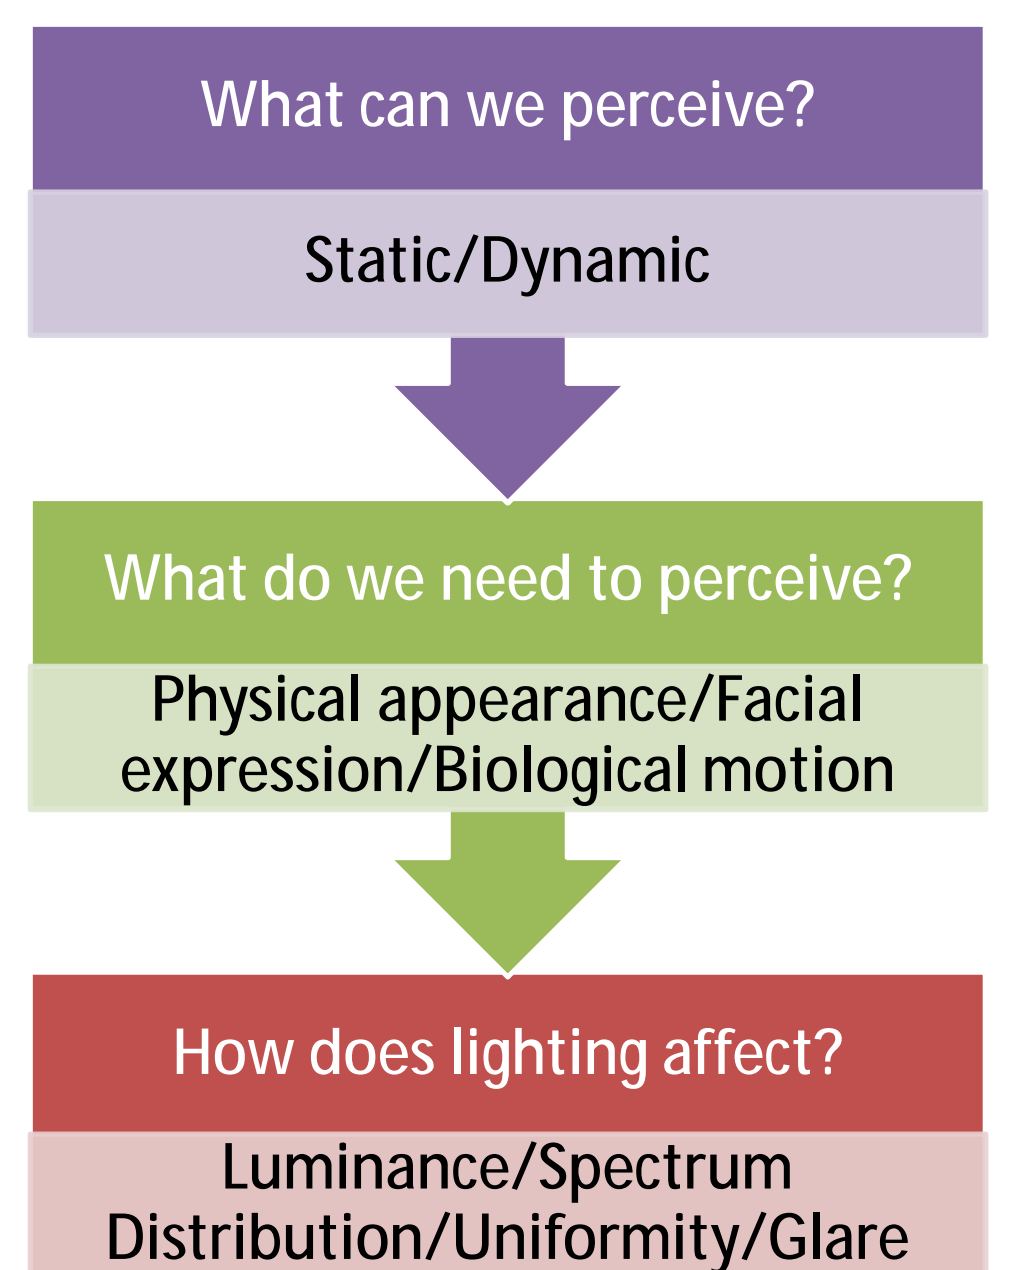 What can we perceive?
Static/Dynamic
What do we need to perceive?
Physical appearance/Facial
expression/Biological motion
How does lighting affect?
Luminance/Spectrum
Distribution/Uniformity/Glare